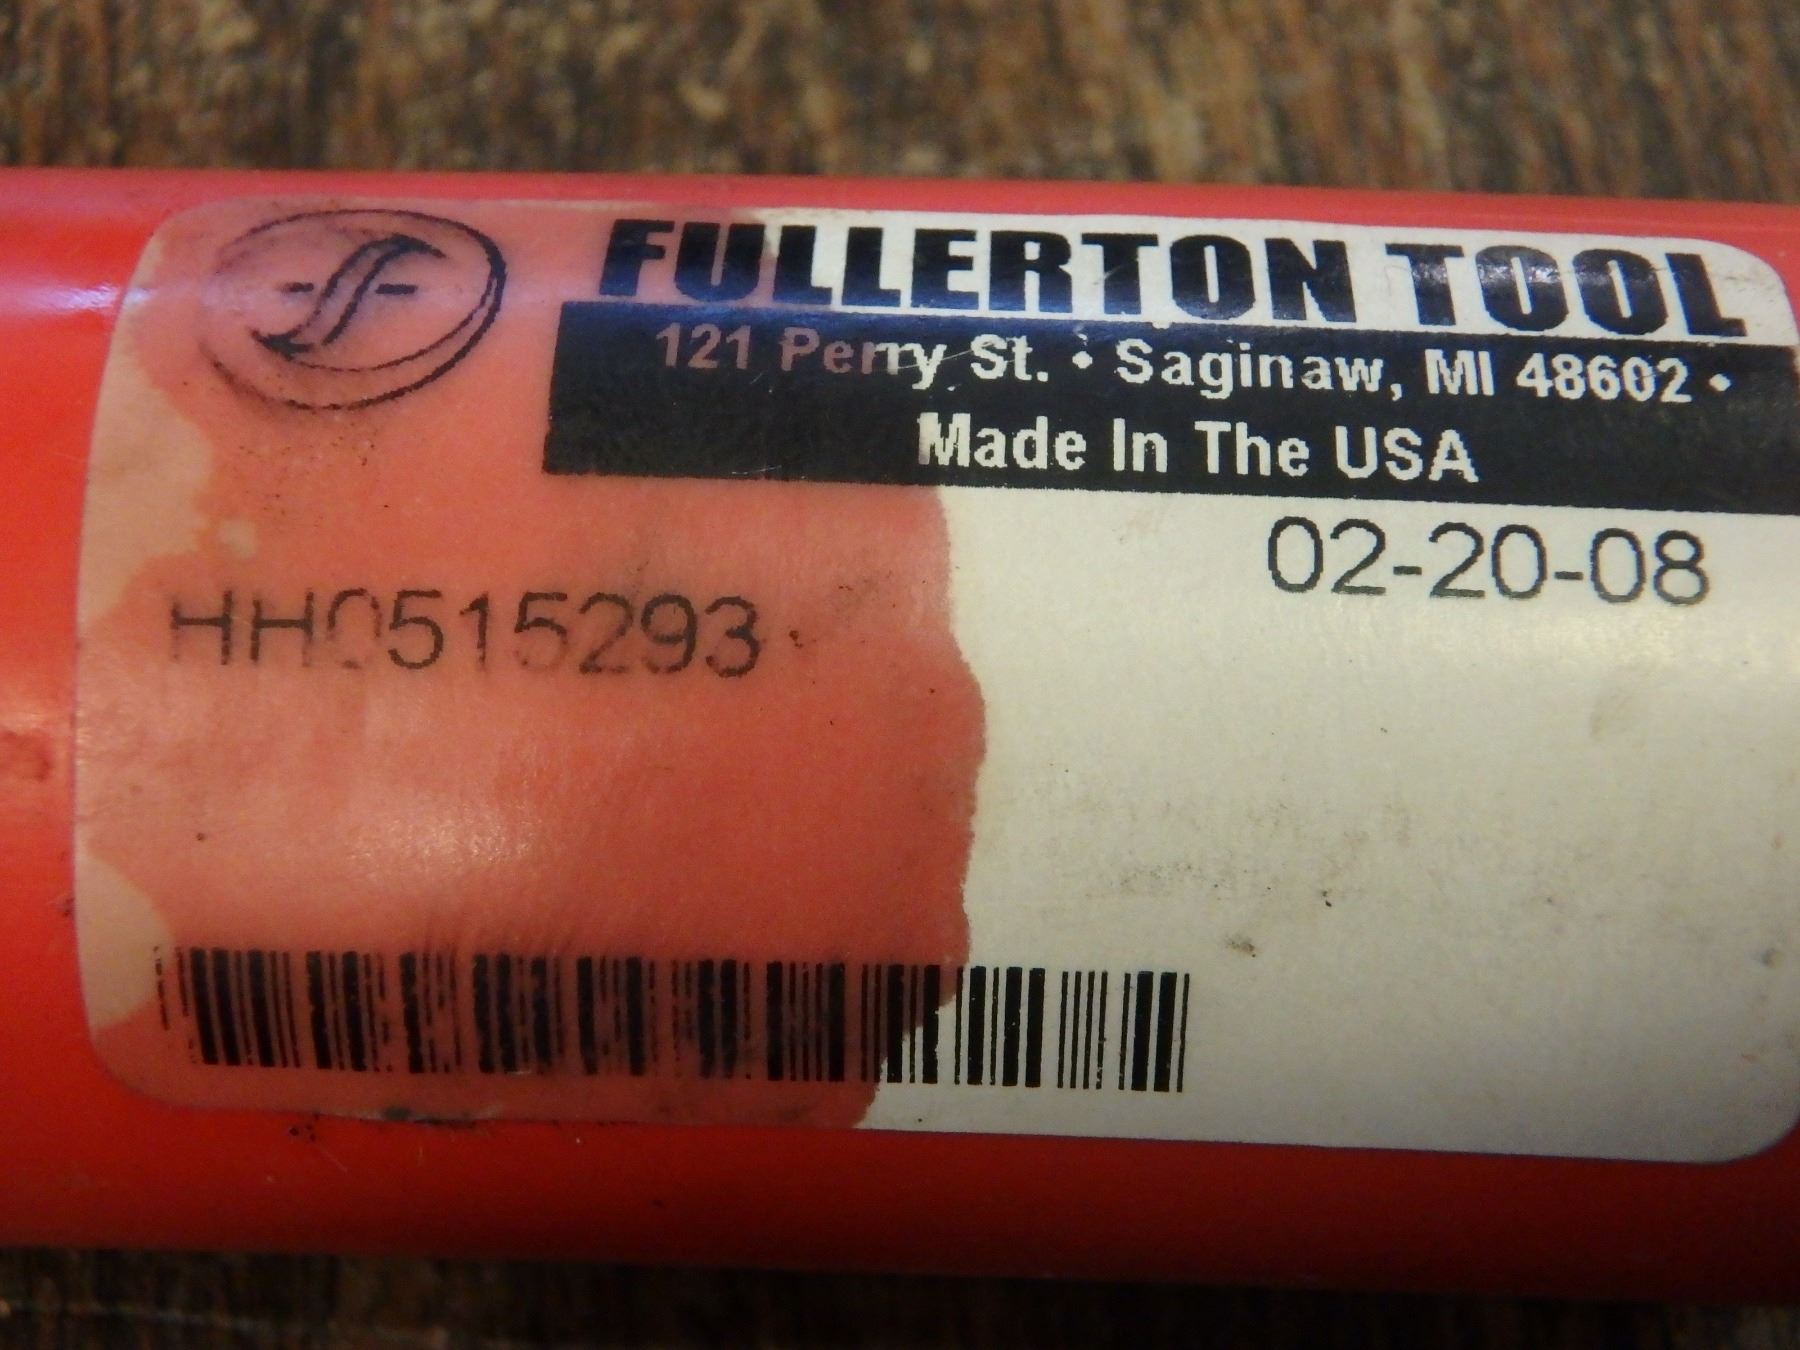 FULLERTON TOOL
121 Perry St. • Saginaw, MI 48602 •
Made In The USA
02-20-08
HH0515293